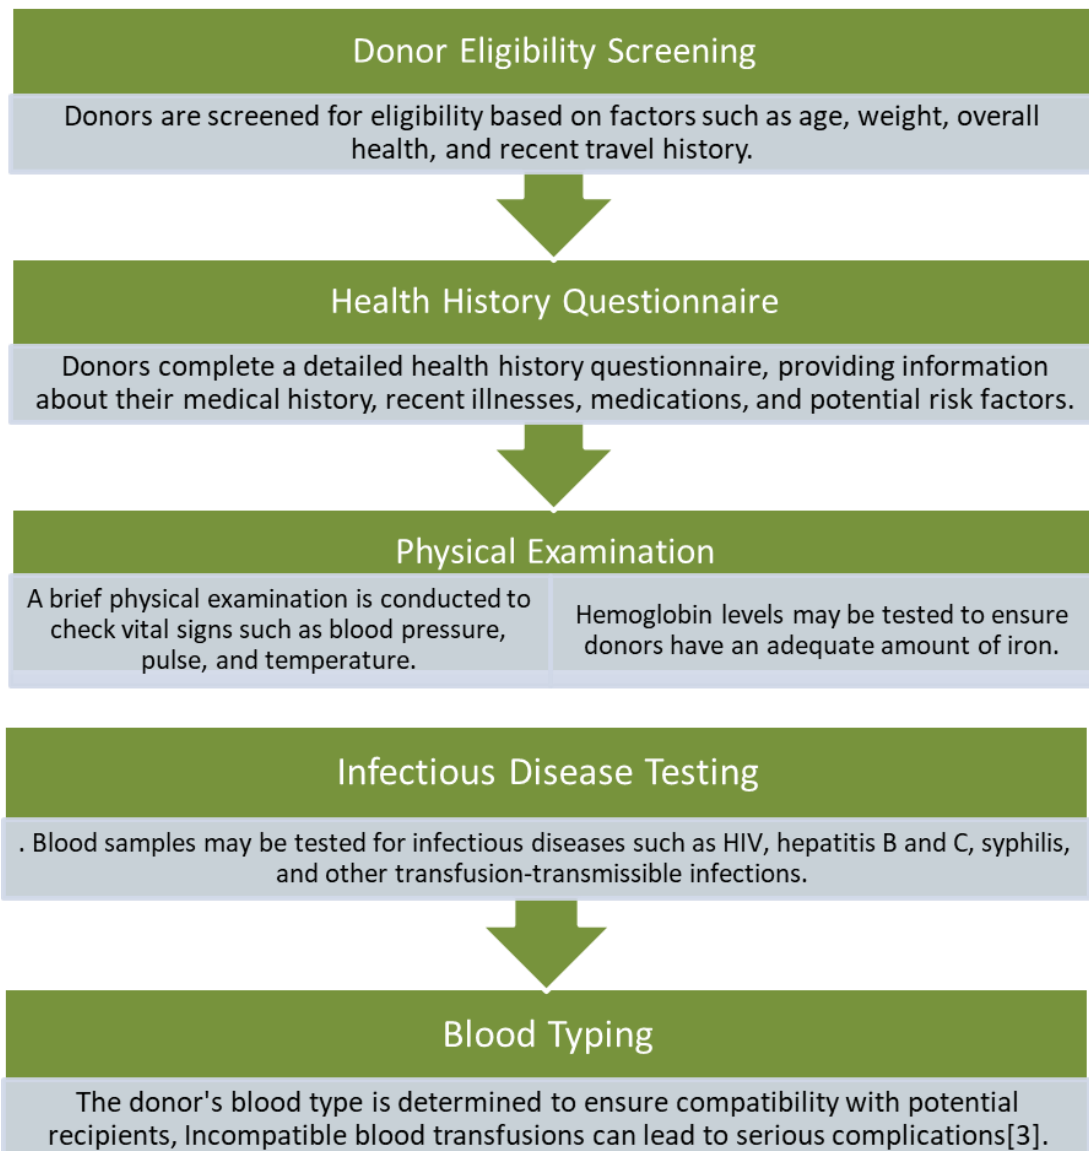 Donor Eligibility Screening
Donors are screened for eligibility based on factors such as age, weight, overall
health, and recent travel history.
Health History Questionnaire
Donors complete a detailed health history questionnaire, providing information
about their medical history, recent illnesses, medications, and potential risk factors.
Physical Examination
A brief physical examination is conducted to
check vital signs such as blood pressure,
pulse, and temperature.
Hemoglobin levels may be tested to ensure
donors have an adequate amount of iron.
Infectious Disease Testing
. Blood samples may be tested for infectious diseases such as HIV, hepatitis B and C, syphilis,
and other transfusion-transmissible infections.
Blood Typing
The donor's blood type is determined to ensure compatibility with potential
recipients, Incompatible blood transfusions can lead to serious complications[3].